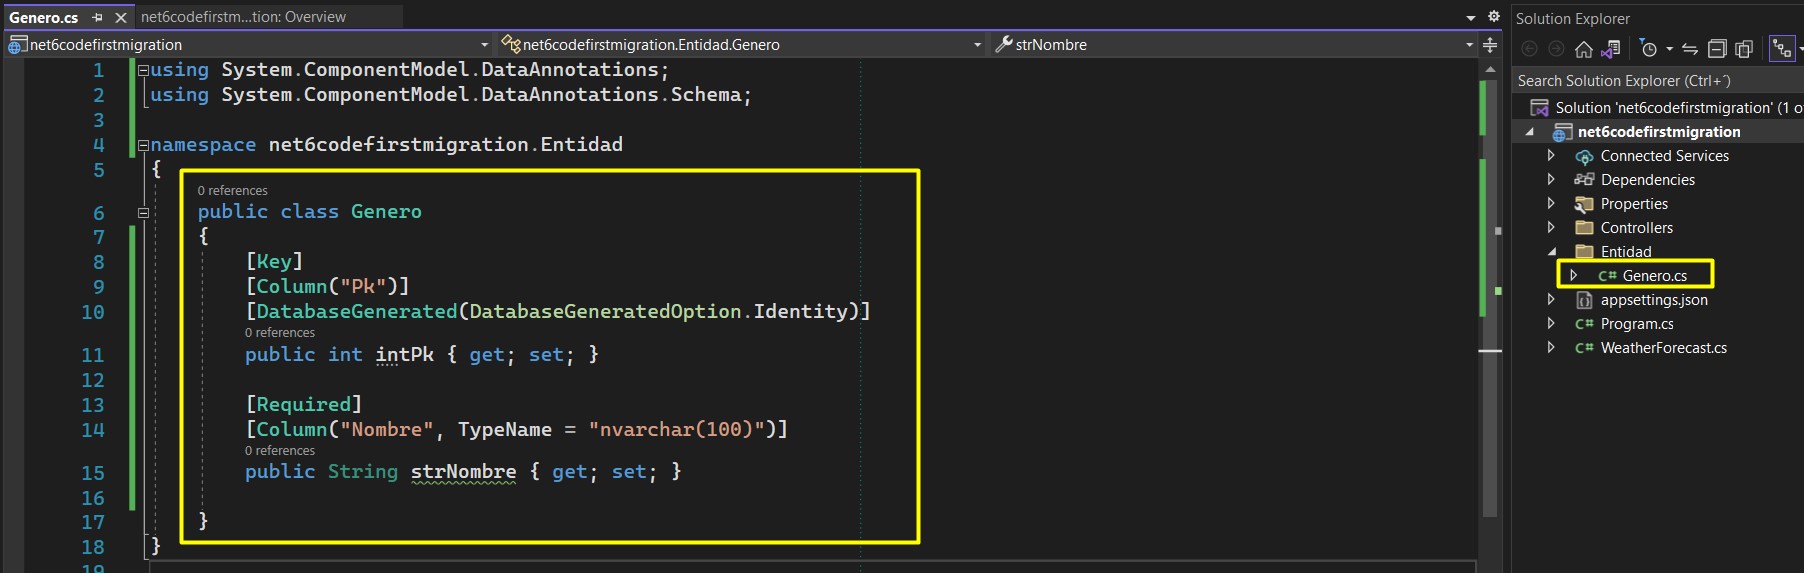 Genero.cs
net6codefirstm...tion: Overview
net6codefirstmigration
net6codefirstmigration.Entidad.Genero
strNombre
1 using System.ComponentModel.DataAnnotations;
2 using System.ComponentModel.DataAnnotations.Schema;
3
4 namespace net6codefirstmigration.Entidad
5 {
0 references
6 public class Genero
7 {
8 [Key]
9 [Column("Pk")]
10 [DatabaseGenerated(DatabaseGeneratedOption.Identity)]
0 references
11 public int intPk { get; set; }
12
13 [Required]
14 [Column("Nombre", TypeName = "nvarchar(100)")]
0 references
15 public String strNombre { get; set; }
16
17 }
18 }
19
Solution Explorer
Search Solution Explorer (Ctrl+´)
Solution 'net6codefirstmigration' (1 o
net6codefirstmigration
Connected Services
Dependencies
Properties
Controllers
Entidad
C# Genero.cs
appsettings.json
C# Program.cs
C# WeatherForecast.cs